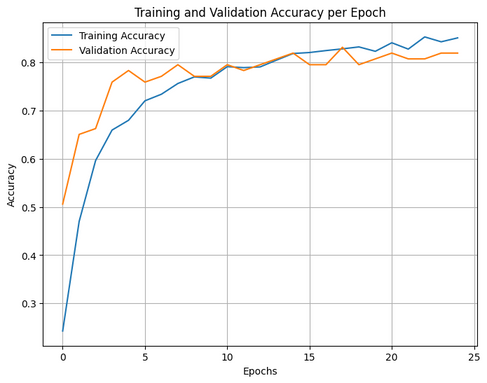 Training and Validation Accuracy per Epoch
Training Accuracy
Validation Accuracy
Accuracy
0.8
0.7
0.6
0.5
0.4
0.3
0 5 10 15 20 25
Epochs